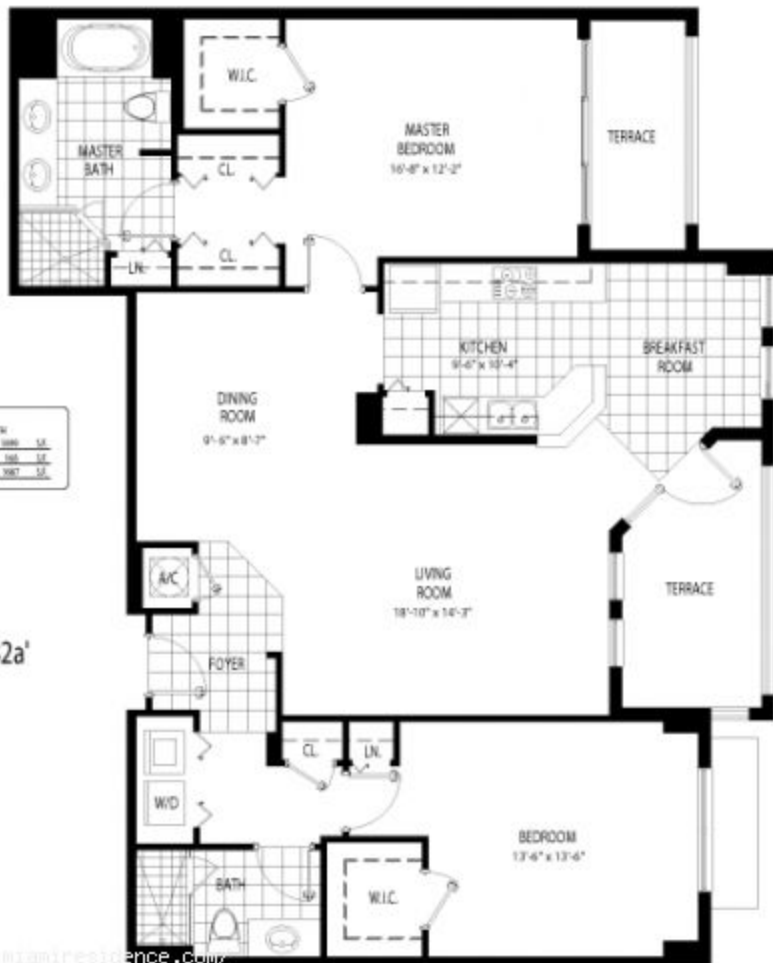 W.I.C.
MASTER
BEDROOM
16'-8" x 12'-2"
TERRACE
MASTER
BATH
CL.
CL.
LN.
KITCHEN
9'-6" x 10'-4"
BREAKFAST
ROOM
DINING
ROOM
9'-6" x 8'-7"
S.F.
S.F.
S.F.
A/C
LIVING
ROOM
18'-10" x 14'-3"
TERRACE
2a'
FOYER
CL.
LN.
W/D
BEDROOM
13'-6" x 13'-6"
BATH
W.I.C.
miamiresidence.com/